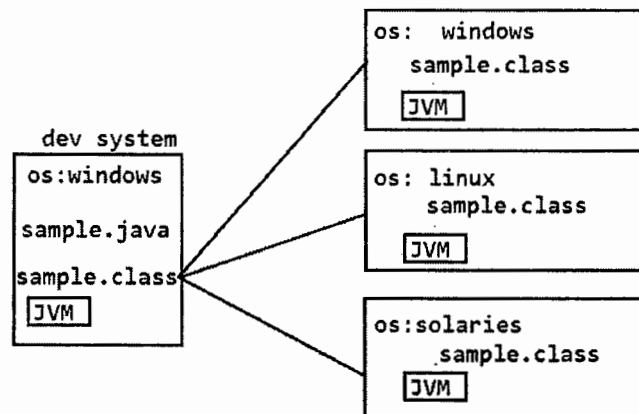 dev system
os:windows
sample.java
sample.class
JVM
os: windows
sample.class
JVM
os: linux
sample.class
JVM
os:solaries
sample.class
JVM